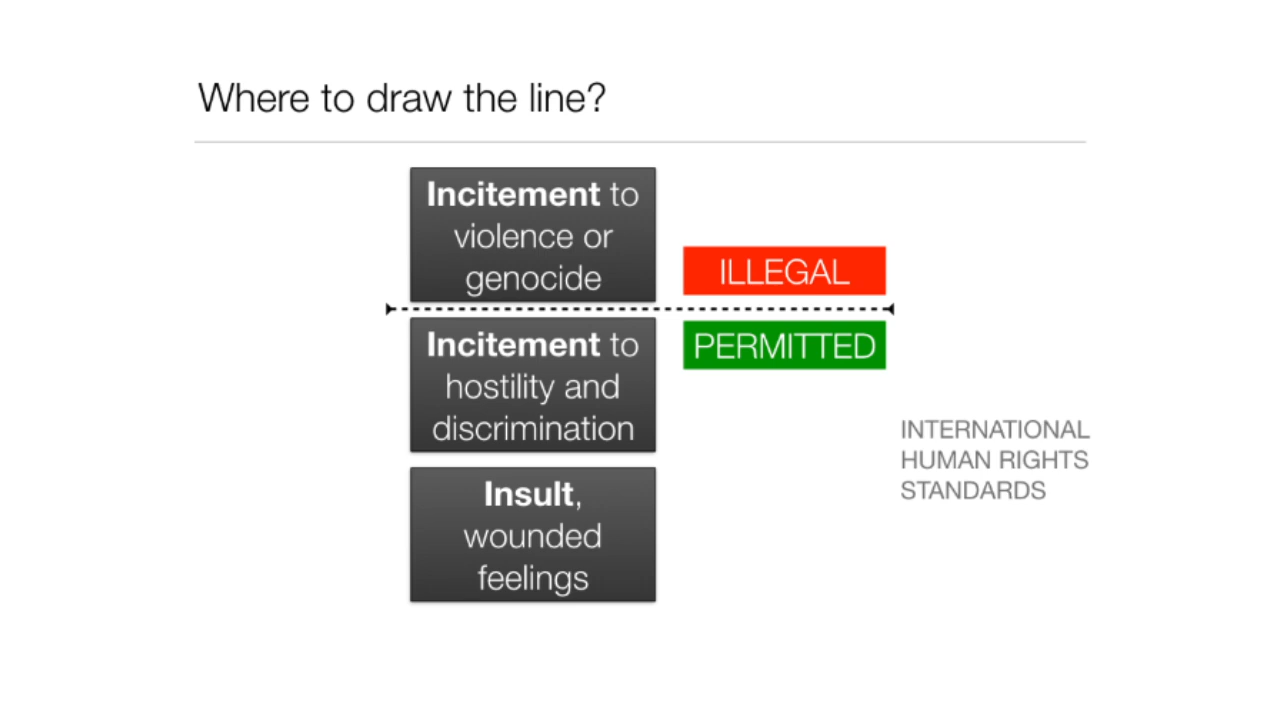 Where to draw the line?
Incitement to
violence or
genocide
ILLEGAL
PERMITTED
Incitement to
hostility and
discrimination
INTERNATIONAL
HUMAN RIGHTS
STANDARDS
Insult,
wounded
feelings